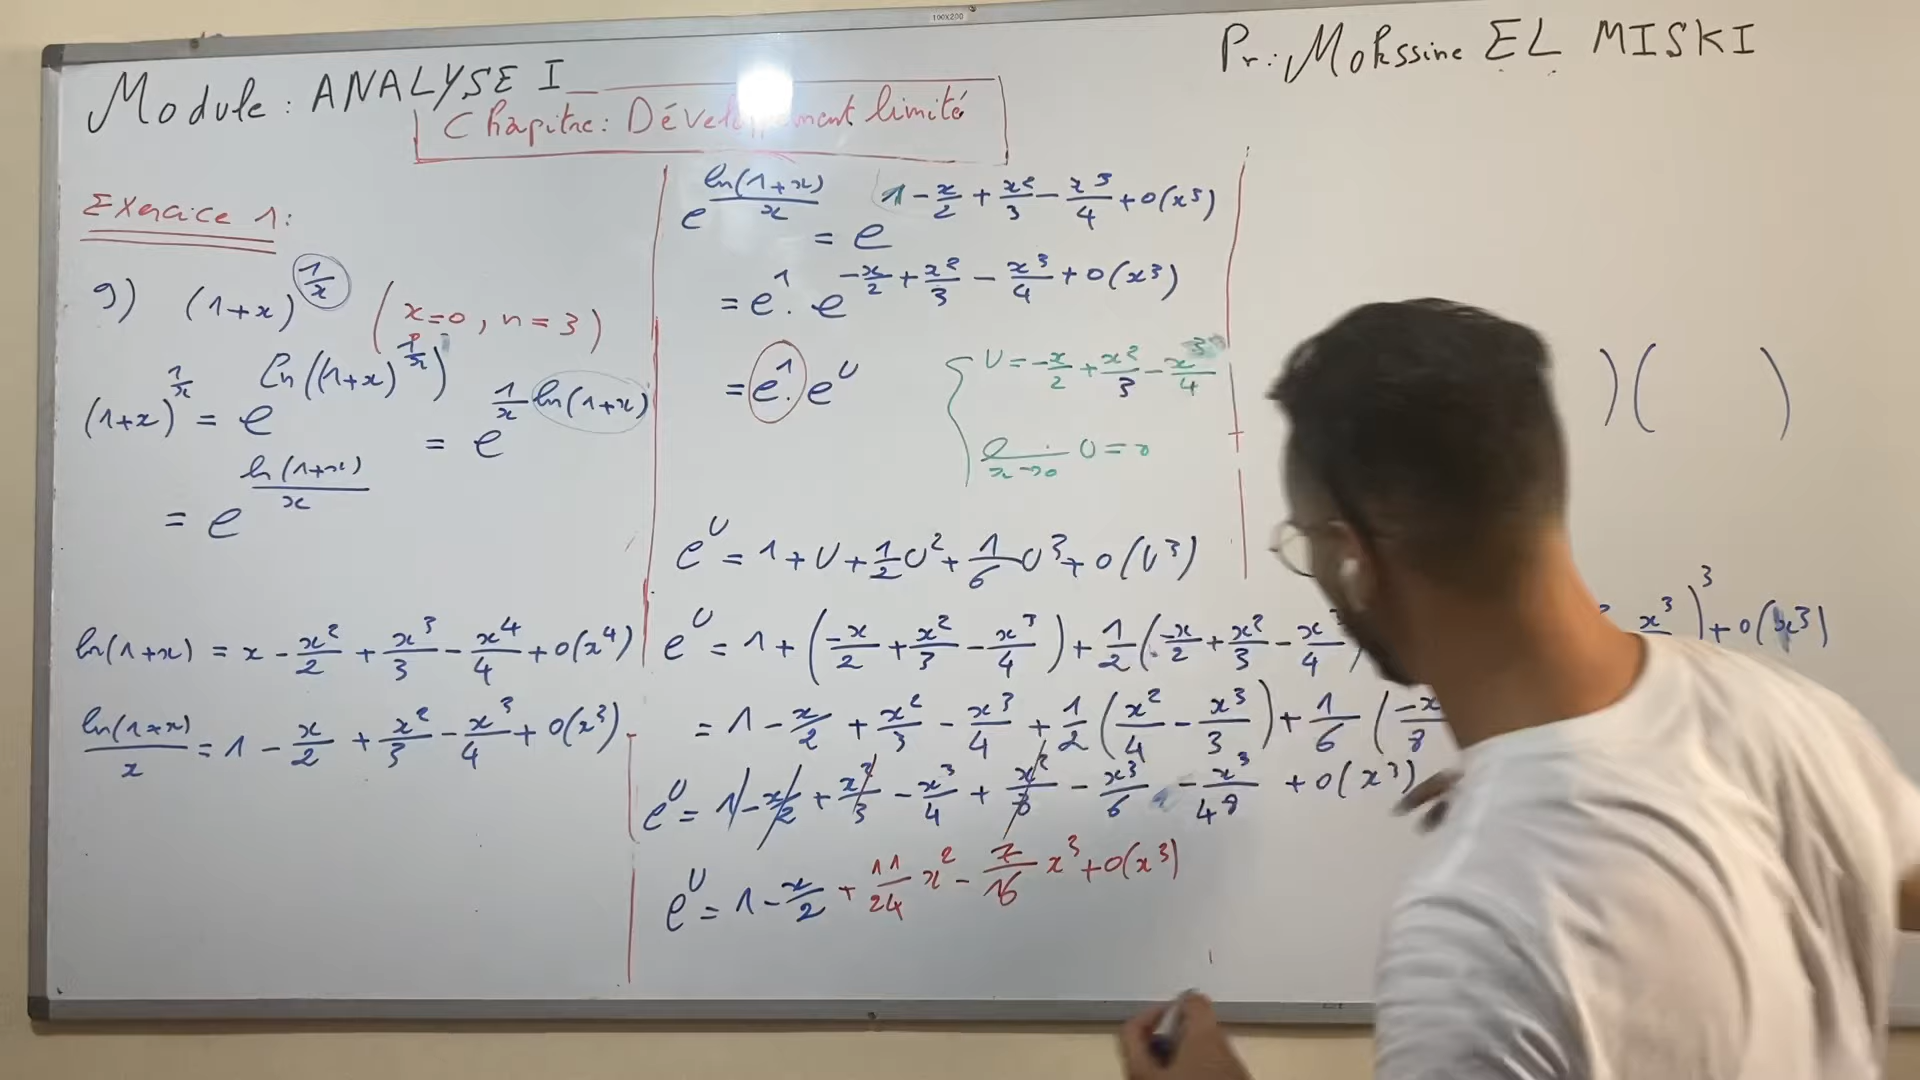 100X200
Module : ANALYSE I
Pr.: Mohssine EL MISKI
Chapitre: Développement limité
Exercice 1:
9) (1+x)^{1/x} (x=0, n=3)
(1+x)^{1/x} = e^{ln((1+x)^{1/x})} = e^{1/x ln(1+x)}
= e^{ln(1+x)/x}
ln(1+x) = x - x²/2 + x³/3 - x⁴/4 + o(x⁴)
ln(1+x)/x = 1 - x/2 + x²/3 - x³/4 + o(x³)
e^{ln(1+x)/x} = e^{1 - x/2 + x²/3 - x³/4 + o(x³)}
= e^1 . e^{-x/2 + x²/3 - x³/4 + o(x³)}
= e^1 . e^U { U = -x/2 + x²/3 - x³/4
x→0 U = 0
) ( )
e^U = 1 + U + 1/2 U² + 1/6 U³ + o(U³)
e^U = 1 + (-x/2 + x²/3 - x³/4) + 1/2 (-x/2 + x²/3 - x³/4) x³ )³ + o(x³)
= 1 - x/2 + x²/3 - x³/4 + 1/2 (x²/4 - x³/3) + 1/6 (-x/8
e^U = 1 - x/2 + x²/3 - x³/4 + x²/8 - x³/6 - x³/48 + o(x³)
e^U = 1 - x/2 + 11/24 x² - 7/16 x³ + o(x³)